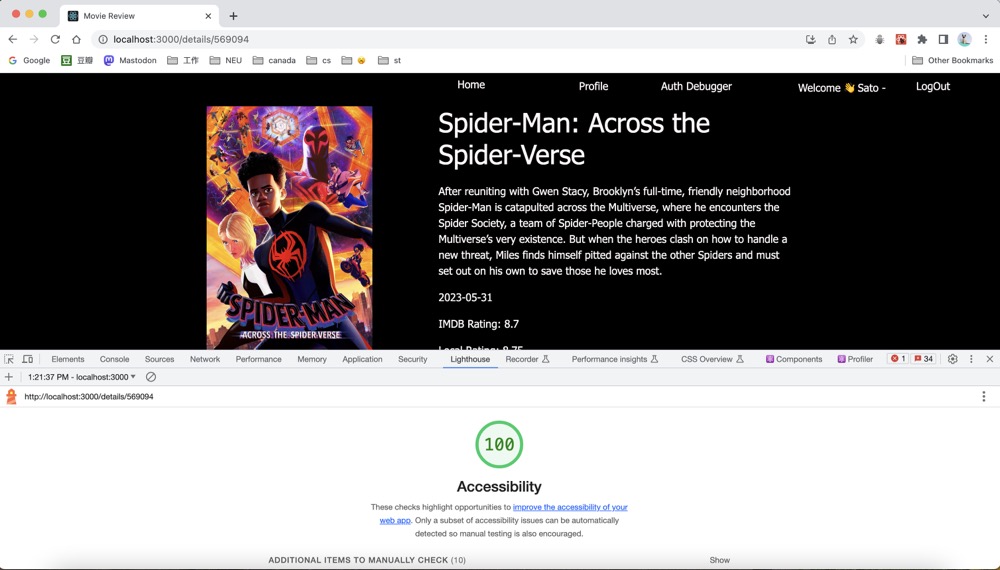 Movie Review
localhost:3000/details/569094
Google 豆瓣 Mastodon 工作 NEU canada cs st Other Bookmarks
Home Profile Auth Debugger Welcome 👋 Sato - LogOut
Spider-Man: Across the
Spider-Verse
After reuniting with Gwen Stacy, Brooklyn’s full-time, friendly neighborhood
Spider-Man is catapulted across the Multiverse, where he encounters the
Spider Society, a team of Spider-People charged with protecting the
Multiverse’s very existence. But when the heroes clash on how to handle a
new threat, Miles finds himself pitted against the other Spiders and must
set out on his own to save those he loves most.
2023-05-31
IMDB Rating: 8.7
Local Rating: 8.75
SPIDER-MAN
ACROSS THE SPIDER-VERSE
Elements Console Sources Network Performance Memory Application Security Lighthouse Recorder Performance insights CSS Overview Components Profiler 1 34
1:21:37 PM - localhost:3000
http://localhost:3000/details/569094
100
Accessibility
These checks highlight opportunities to improve the accessibility of your
web app. Only a subset of accessibility issues can be automatically
detected so manual testing is also encouraged.
ADDITIONAL ITEMS TO MANUALLY CHECK (10) Show